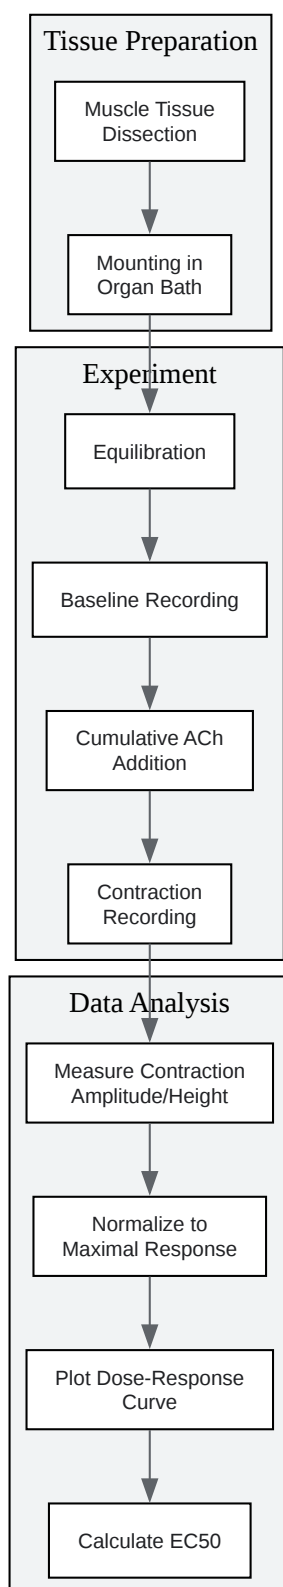 Tissue Preparation
Muscle Tissue
Dissection
Mounting in
Organ Bath
Experiment
Equilibration
Baseline Recording
Cumulative ACh
Addition
Contraction
Recording
Data Analysis
Measure Contraction
Amplitude/Height
Normalize to
Maximal Response
Plot Dose-Response
Curve
Calculate EC50